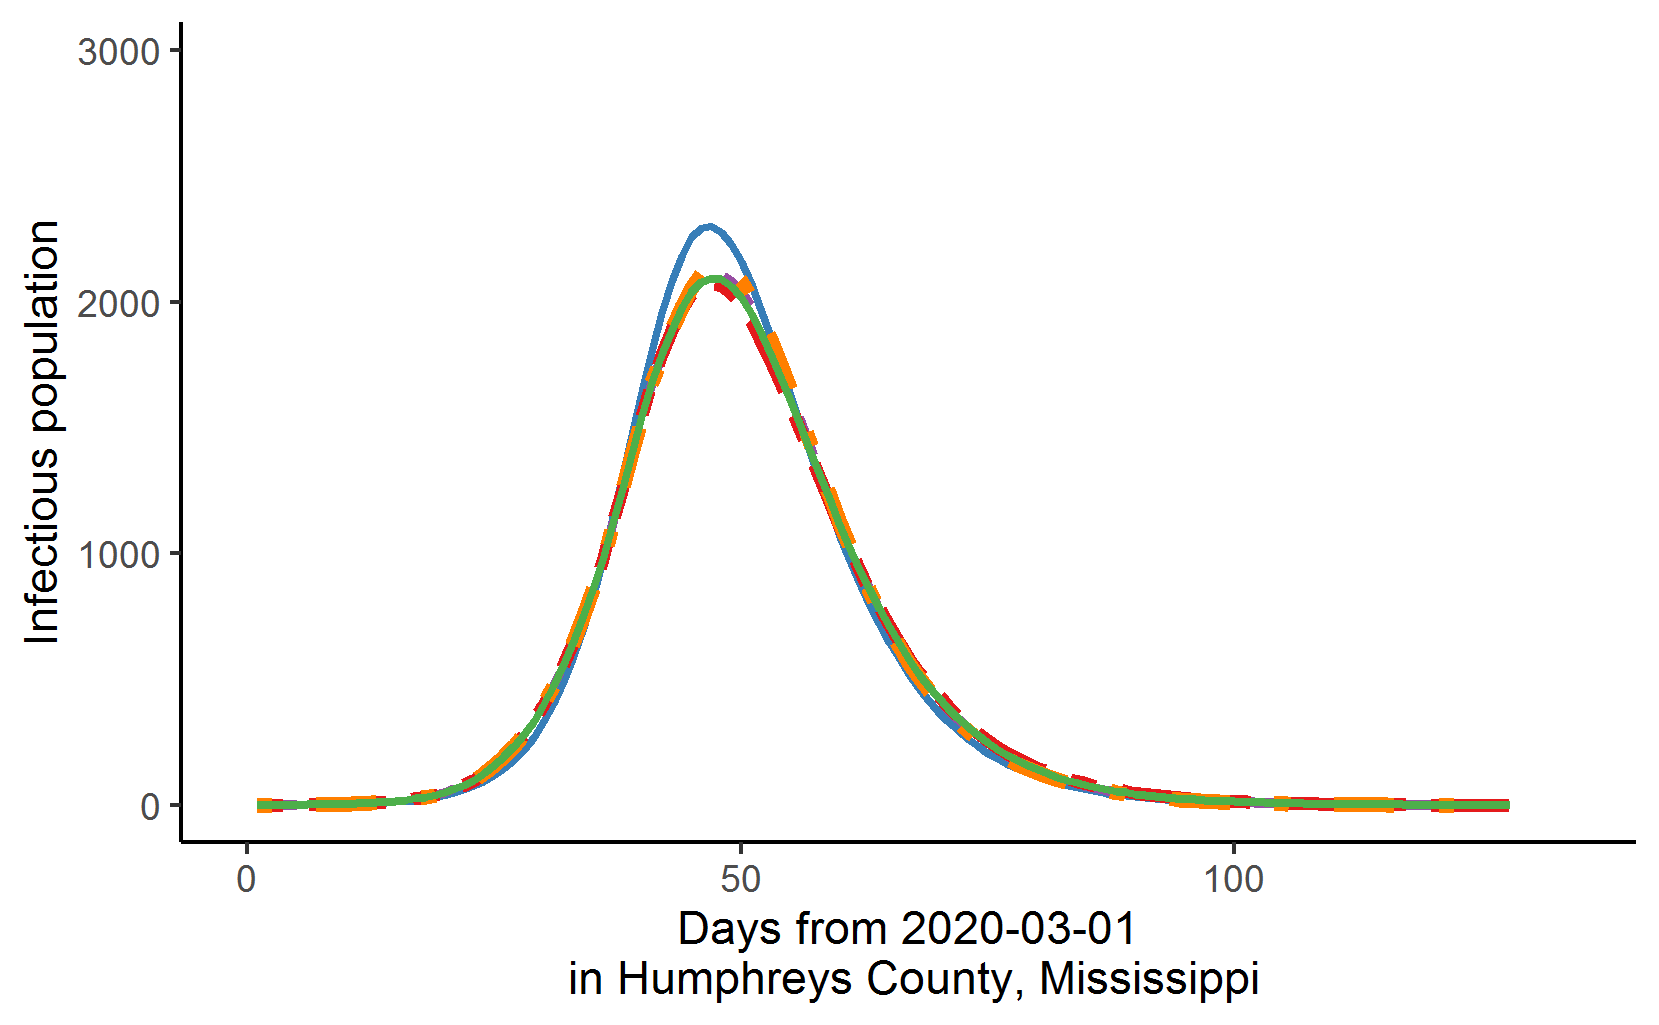 3000
2000
1000
0
Infectious population
0 50 100
Days from 2020-03-01
in Humphreys County, Mississippi